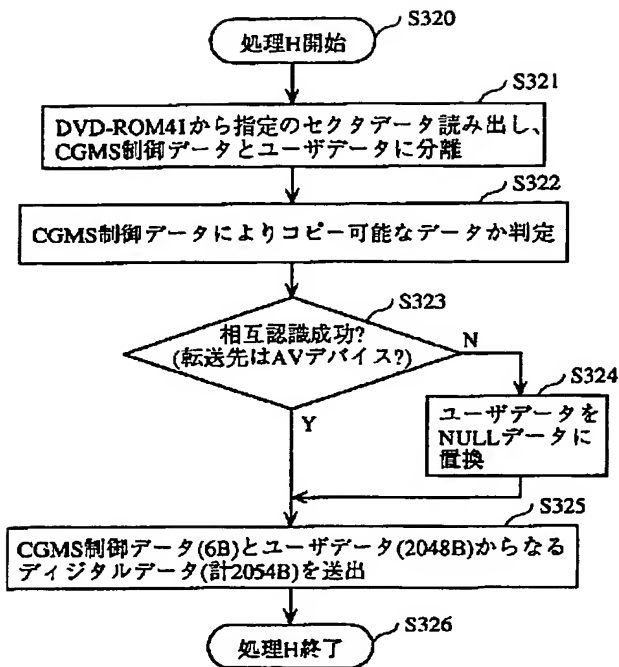 S320
処理H開始
S321
DVD-ROM41から指定のセクタデータ読み出し、
CGMS制御データとユーザデータに分離
S322
CGMS制御データによりコピー可能なデータか判定
S323
相互認識成功?
(転送先はAVデバイス?)
N
Y
S324
ユーザデータを
NULLデータに
置換
S325
CGMS制御データ(6B)とユーザデータ(2048B)からなる
ディジタルデータ(計2054B)を送出
S326
処理H終了